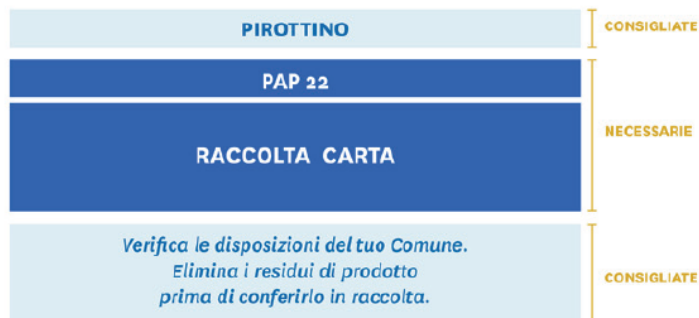 PIROTTINO
CONSIGLIATE
PAP 22
RACCOLTA CARTA
NECESSARIE
Verifica le disposizioni del tuo Comune.
Elimina i residui di prodotto
prima di conferirlo in raccolta.
CONSIGLIATE